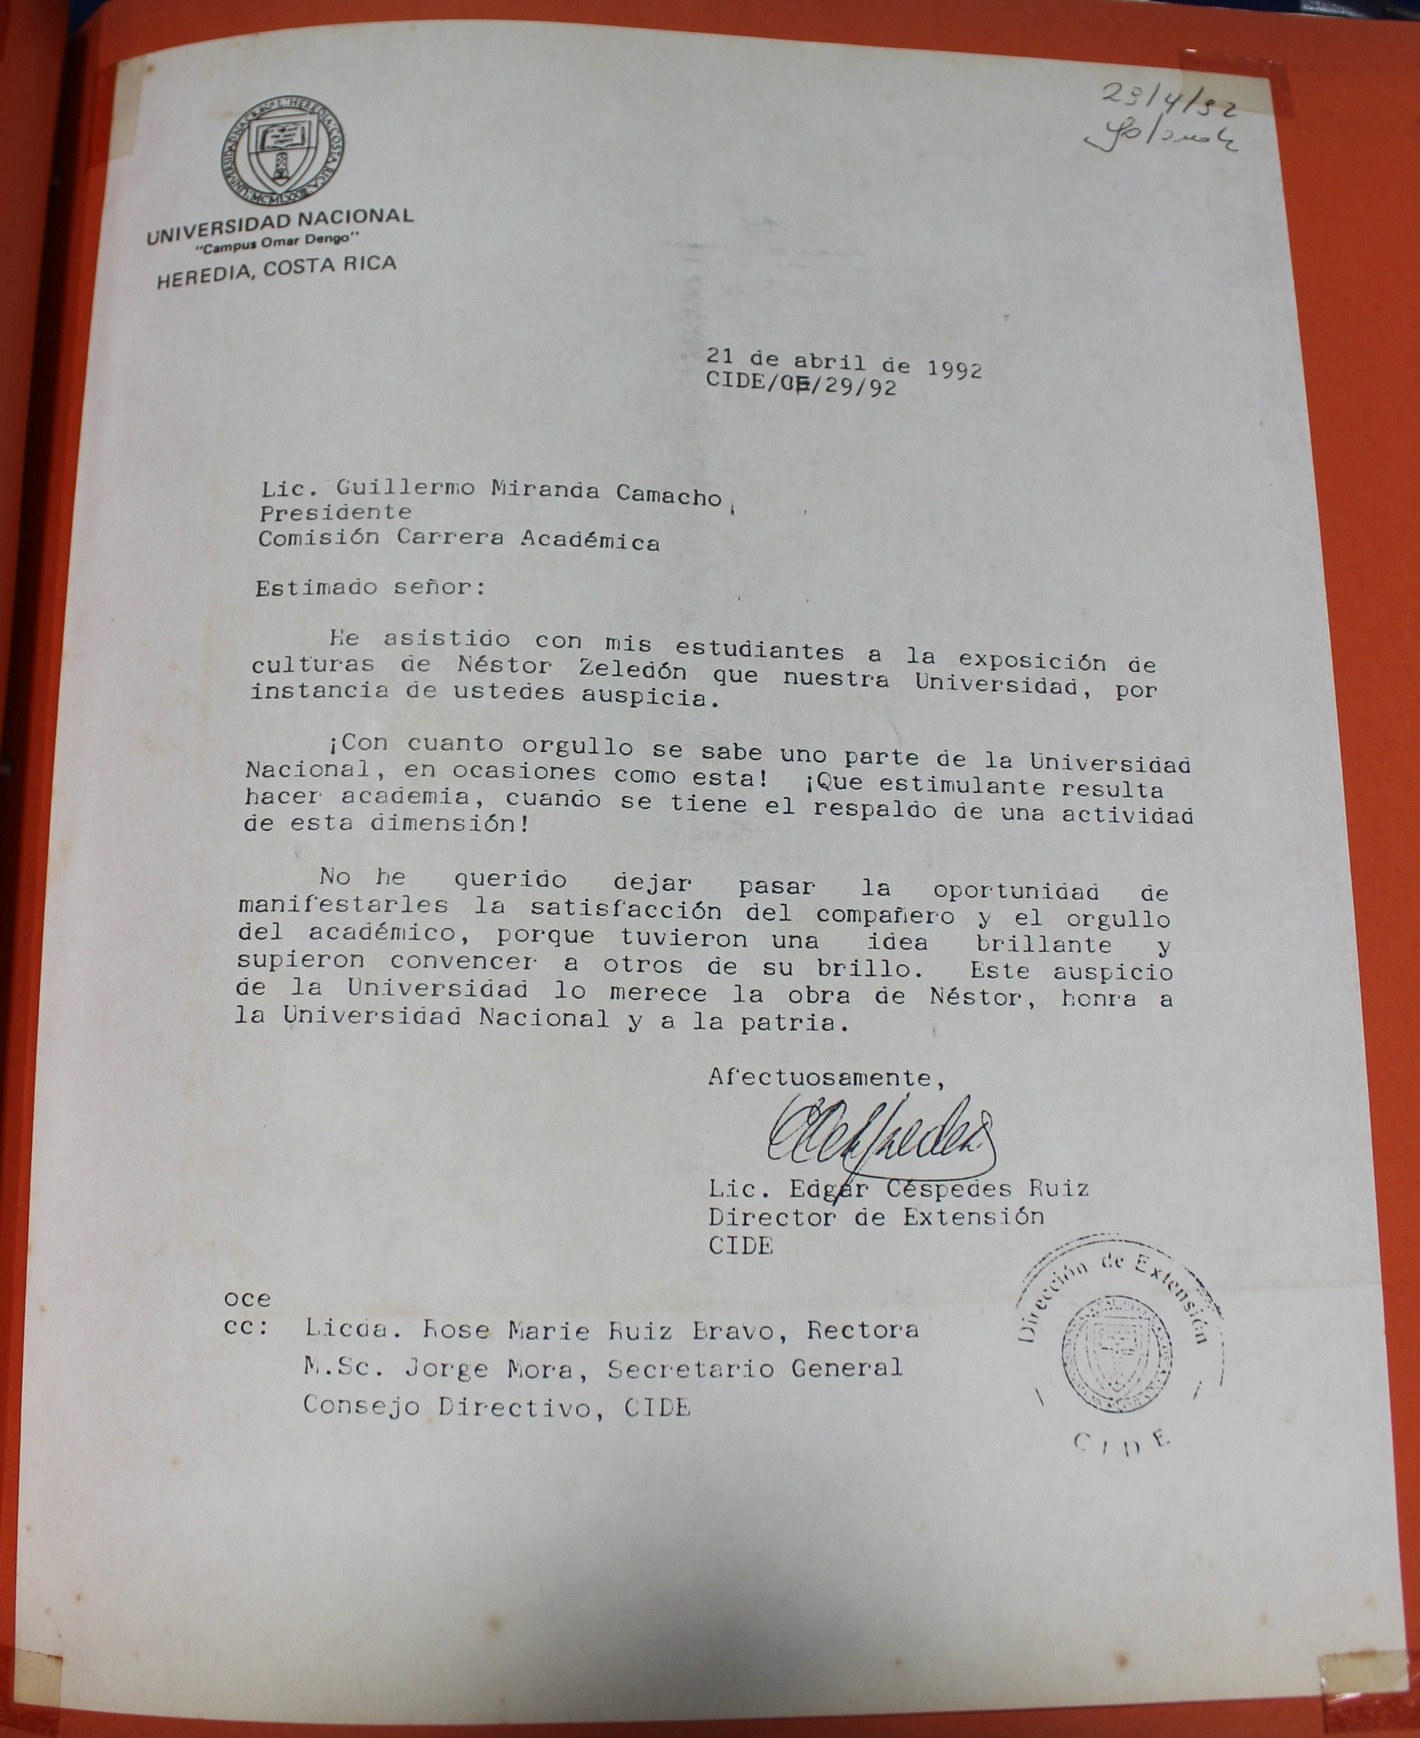 23/4/92
Yolanda
UNIVERSIDAD NACIONAL
"Campus Omar Dengo"
HEREDIA, COSTA RICA
21 de abril de 1992
CIDE/OE/29/92
Lic. Guillermo Miranda Camacho,
Presidente
Comisión Carrera Académica
Estimado señor:
He asistido con mis estudiantes a la exposición de
culturas de Néstor Zeledón que nuestra Universidad, por
instancia de ustedes auspicia.
¡Con cuanto orgullo se sabe uno parte de la Universidad
Nacional, en ocasiones como esta! ¡Que estimulante resulta
hacer academia, cuando se tiene el respaldo de una actividad
de esta dimensión!
No he querido dejar pasar la oportunidad de
manifestarles la satisfacción del compañero y el orgullo
del académico, porque tuvieron una idea brillante y
supieron convencer a otros de su brillo. Este auspicio
de la Universidad lo merece la obra de Néstor, honra a
la Universidad Nacional y a la patria.
Afectuosamente,
Lic. Edgar Céspedes Ruiz
Director de Extensión
CIDE
oce
cc: Licda. Rose Marie Ruiz Bravo, Rectora
M.Sc. Jorge Mora, Secretario General
Consejo Directivo, CIDE
Dirección de Extensión
CIDE